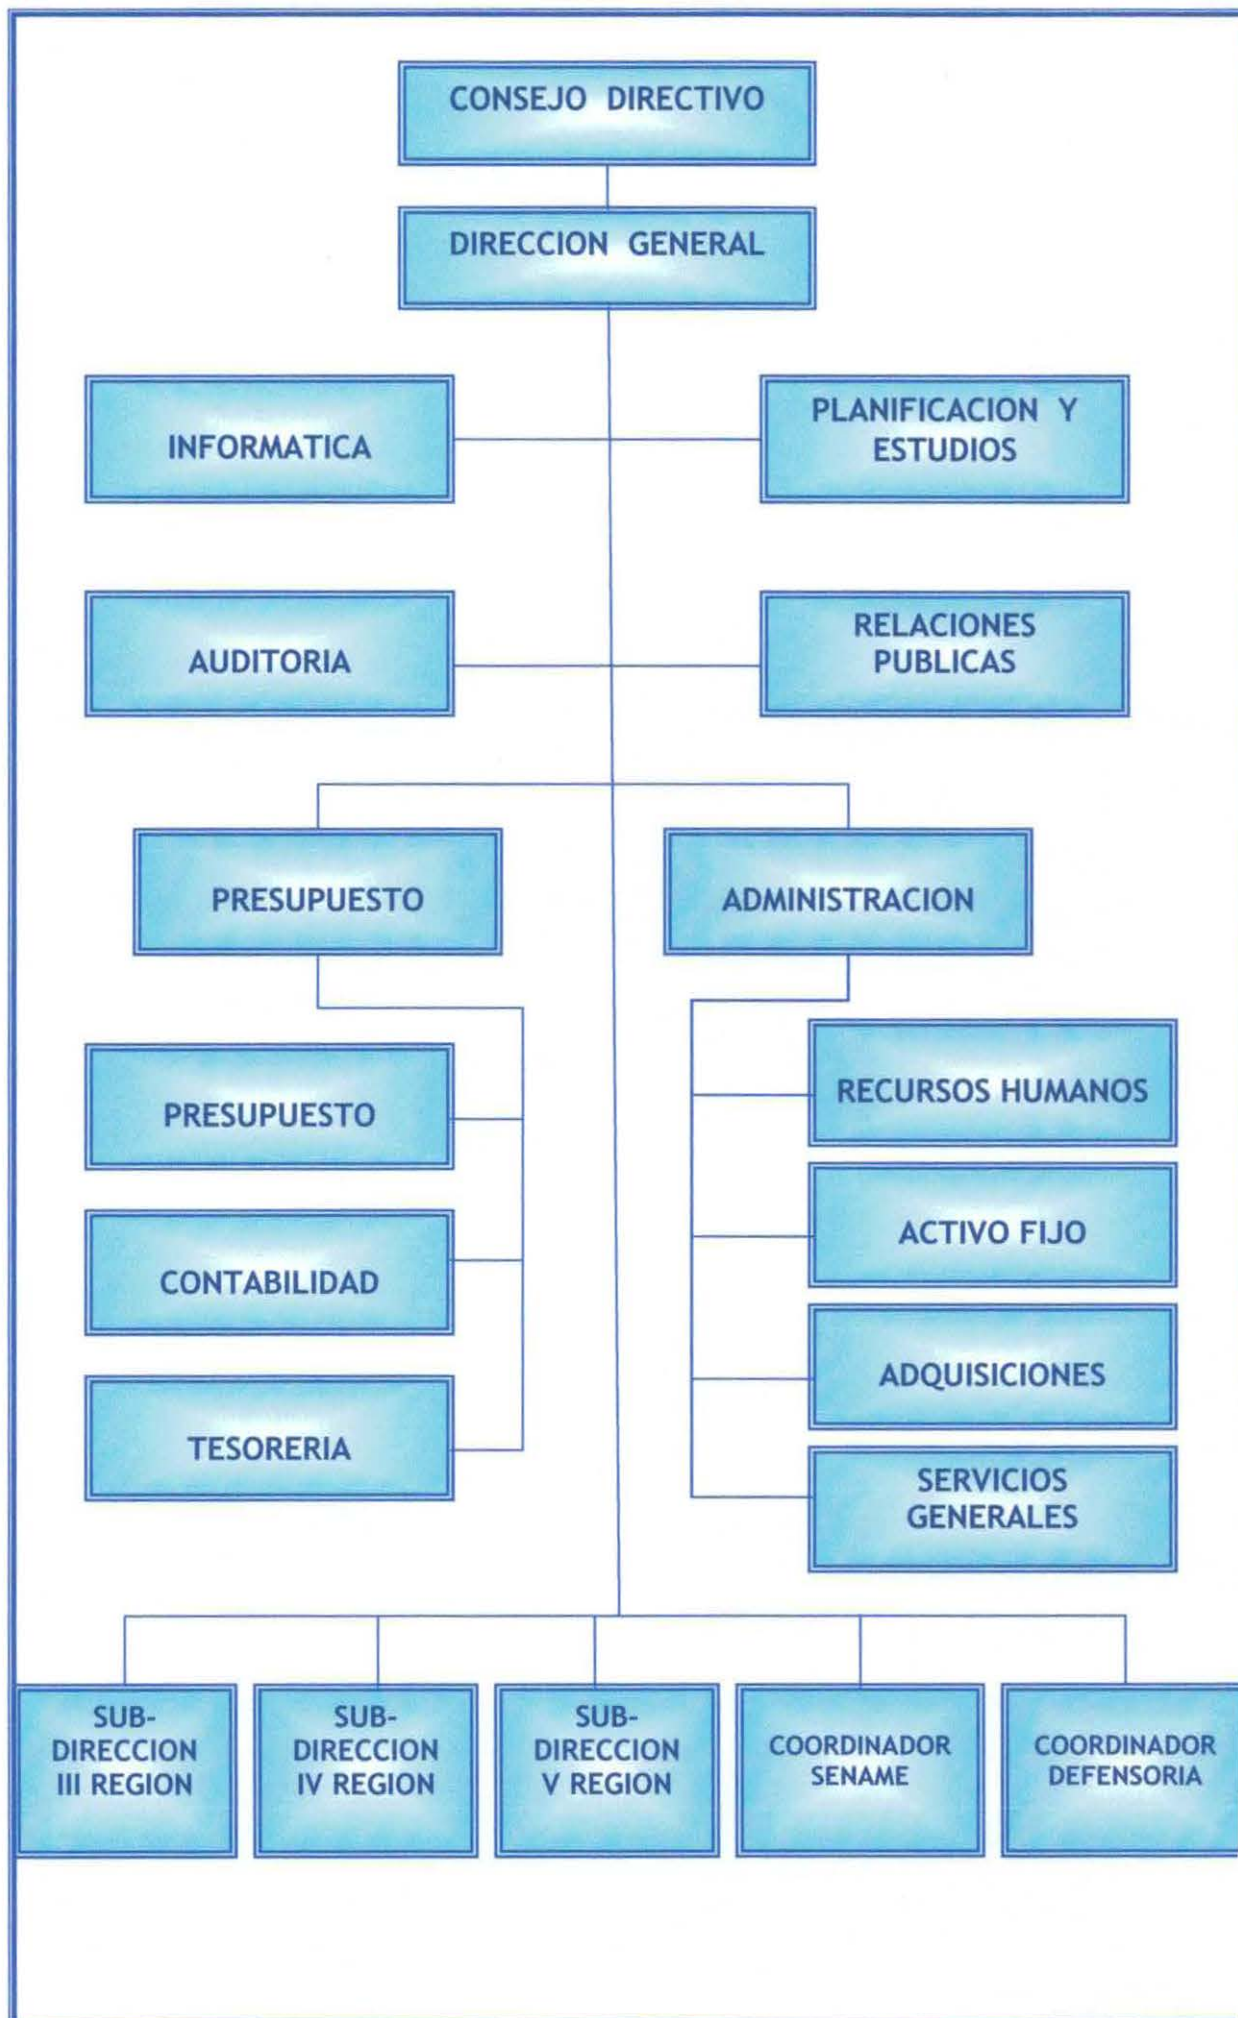 CONSEJO DIRECTIVO
DIRECCION GENERAL
INFORMATICA
PLANIFICACION Y
ESTUDIOS
AUDITORIA
RELACIONES
PUBLICAS
PRESUPUESTO
ADMINISTRACION
PRESUPUESTO
CONTABILIDAD
TESORERIA
RECURSOS HUMANOS
ACTIVO FIJO
ADQUISICIONES
SERVICIOS
GENERALES
SUB-
DIRECCION
III REGION
SUB-
DIRECCION
IV REGION
SUB-
DIRECCION
V REGION
COORDINADOR
SENAME
COORDINADOR
DEFENSORIA